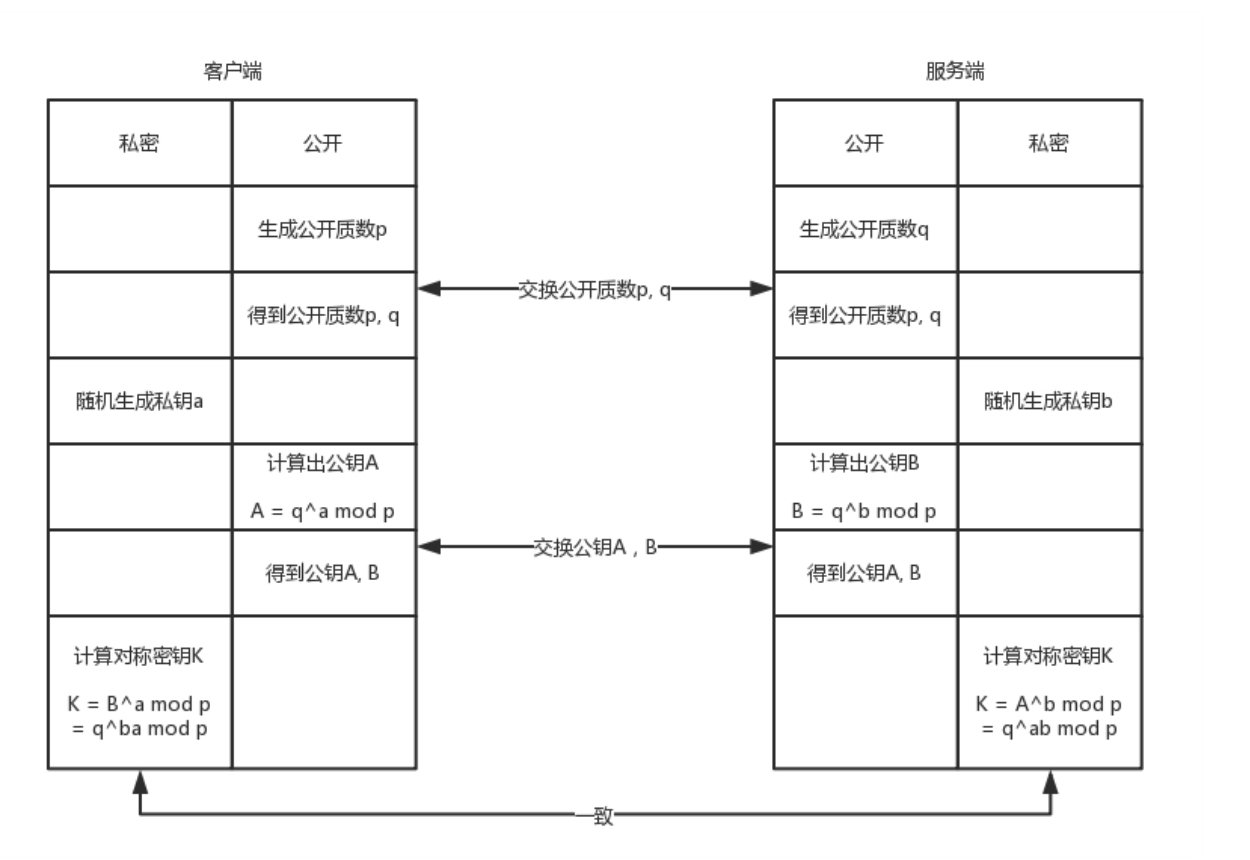 客户端
服务端
私密
公开
公开
私密
生成公开质数p
生成公开质数q
交换公开质数p, q
得到公开质数p, q
得到公开质数p, q
随机生成私钥a
随机生成私钥b
计算出公钥A
A = q^a mod p
计算出公钥B
B = q^b mod p
交换公钥A , B
得到公钥A, B
得到公钥A, B
计算对称密钥K
K = B^a mod p
= q^ba mod p
计算对称密钥K
K = A^b mod p
= q^ab mod p
一致